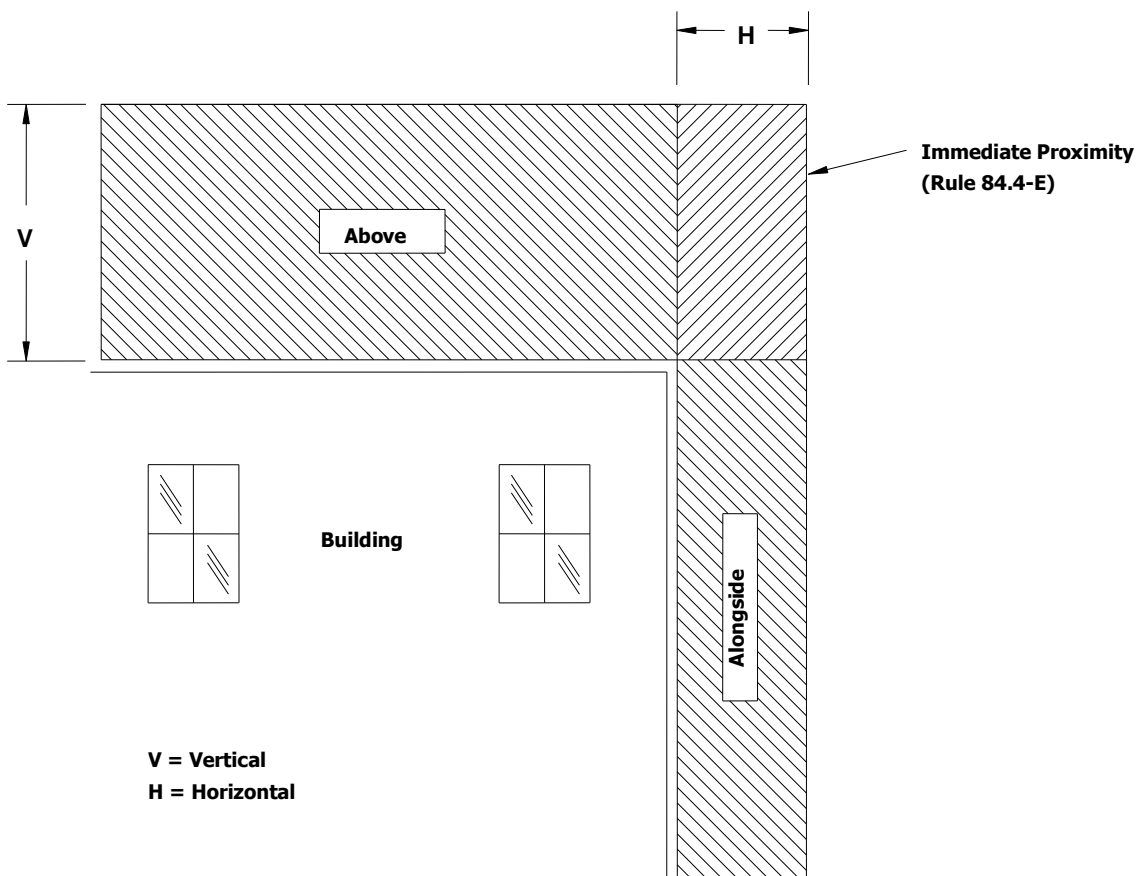 H
Immediate Proximity
(Rule 84.4-E)
V
Above
Building
Alongside
V = Vertical
H = Horizontal